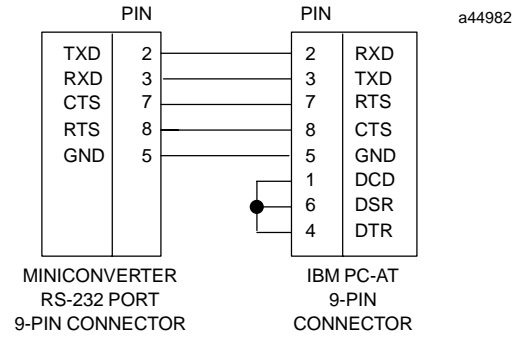 PIN PIN a44982
TXD 2 2 RXD
RXD 3 3 TXD
CTS 7 7 RTS
RTS 8 8 CTS
GND 5 5 GND
1 DCD
6 DSR
4 DTR
MINICONVERTER IBM PC-AT
RS-232 PORT 9-PIN
9-PIN CONNECTOR CONNECTOR